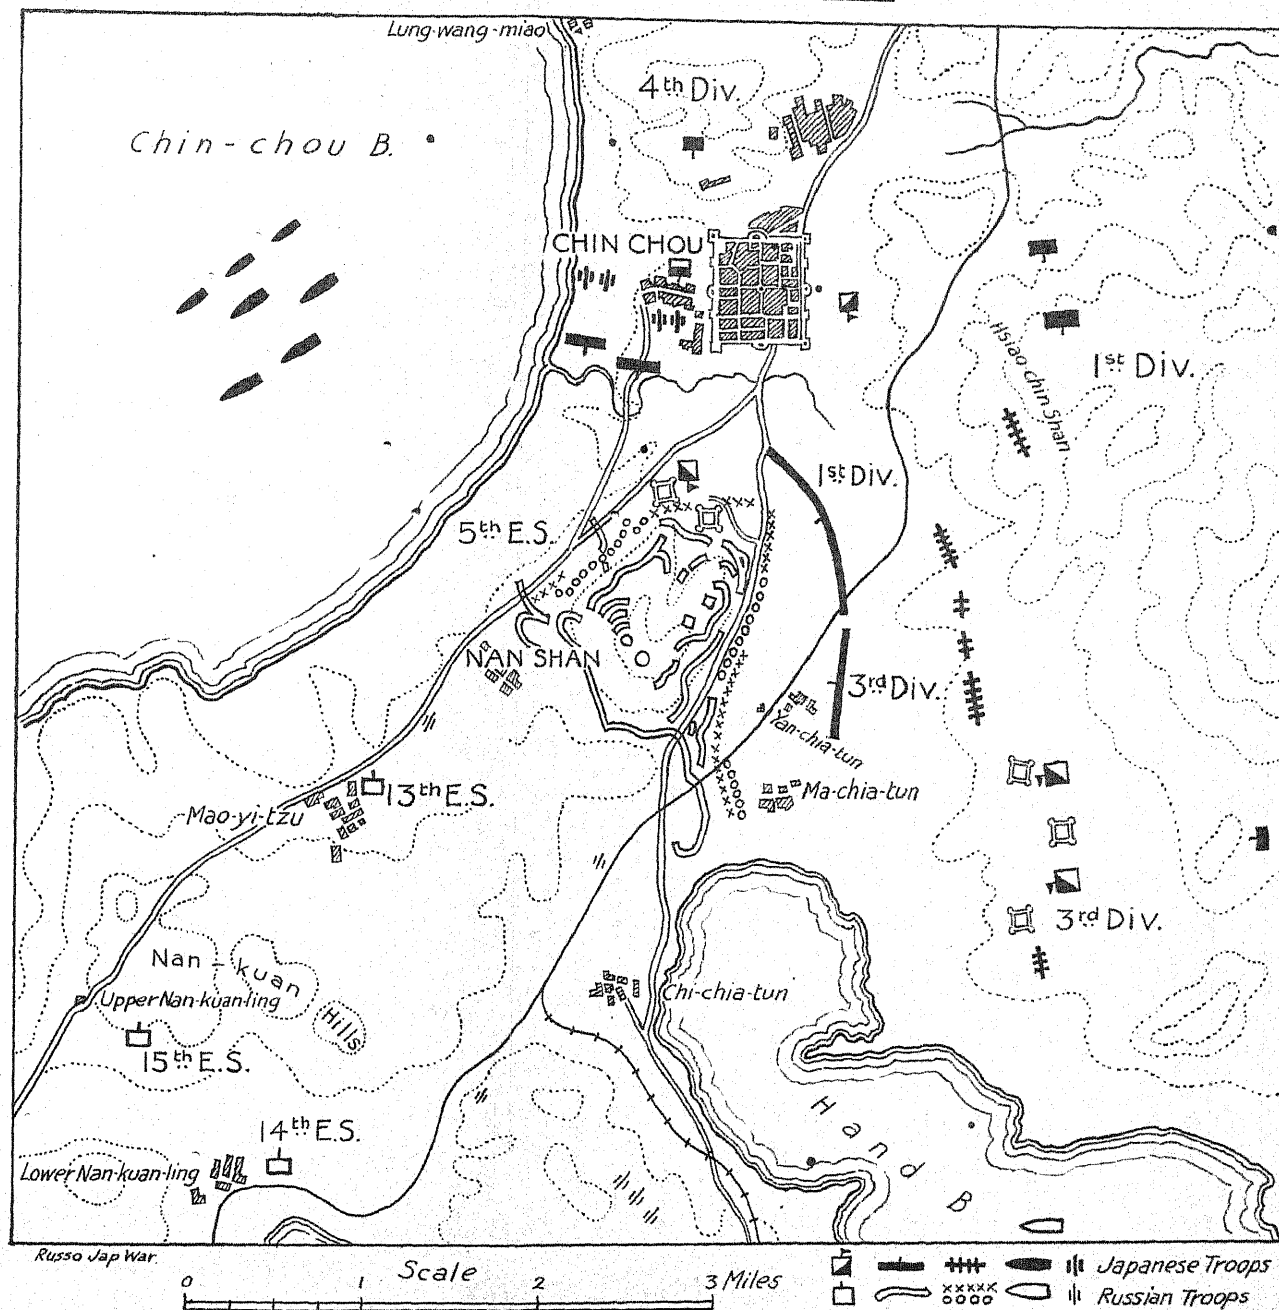 Lung-wang-miao
4th Div.
Chin-chou B.
CHIN CHOU
Hsiao-chin Shan
1st Div.
1st Div.
5th E.S.
NAN SHAN
3rd Div.
Yan-chia-tun
Ma-chia-tun
13th E.S.
Mao-yi-tzu
3rd Div.
Nan-kuan Hills
Upper Nan-kuan-ling
Chi-chia-tun
15th E.S.
Hand B
14th E.S.
Lower Nan-kuan-ling
Russo Jap War.
Scale
0 1 2 3 Miles
Japanese Troops
Russian Troops